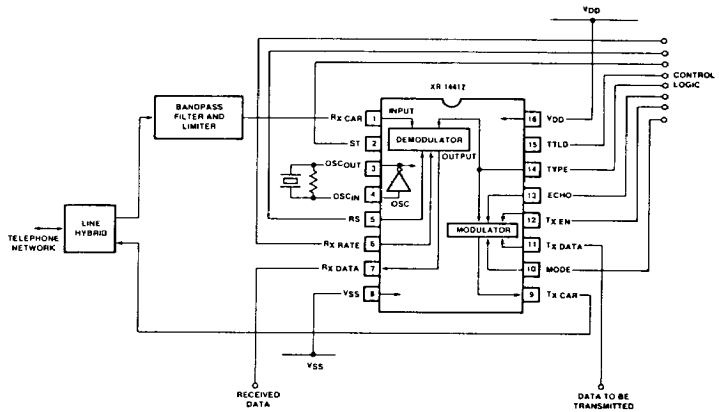 VDD
CONTROL
LOGIC
XR 14412
BANDPASS
FILTER AND
LIMITER
RX CAR
1
INPUT
DEMODULATOR
OUTPUT
16
VDD
ST
2
15
TTLD
OSCOUT
3
14
TYPE
OSCIN
4
OSC
13
ECHO
RS
5
12
TX EN
LINE
HYBRID
TELEPHONE
NETWORK
RX RATE
6
MODULATOR
11
TX DATA
RX DATA
7
10
MODE
VSS
8
9
TX CAR
VSS
RECEIVED
DATA
DATA TO BE
TRANSMITTED